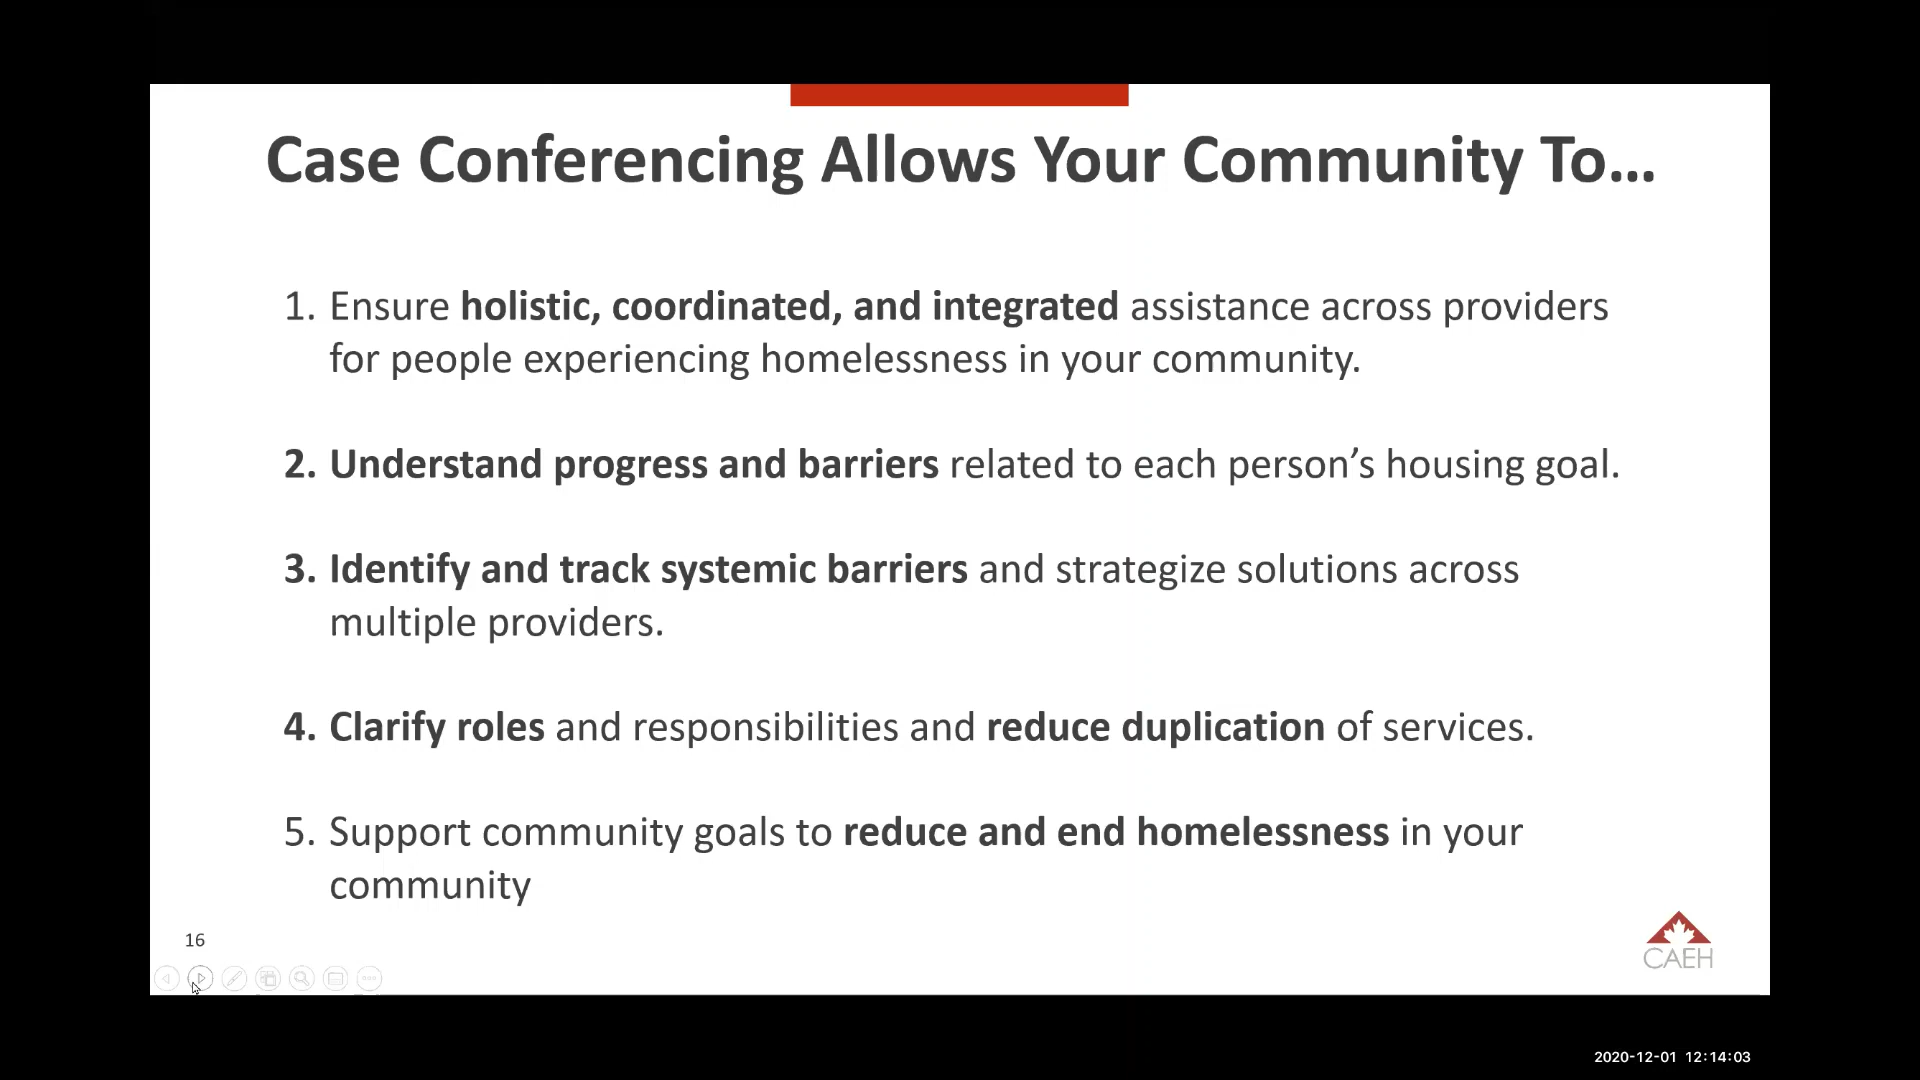 Case Conferencing Allows Your Community To...
1. Ensure holistic, coordinated, and integrated assistance across providers
for people experiencing homelessness in your community.
2. Understand progress and barriers related to each person’s housing goal.
3. Identify and track systemic barriers and strategize solutions across
multiple providers.
4. Clarify roles and responsibilities and reduce duplication of services.
5. Support community goals to reduce and end homelessness in your
community
16
CAEH
2020-12-01 12:14:03